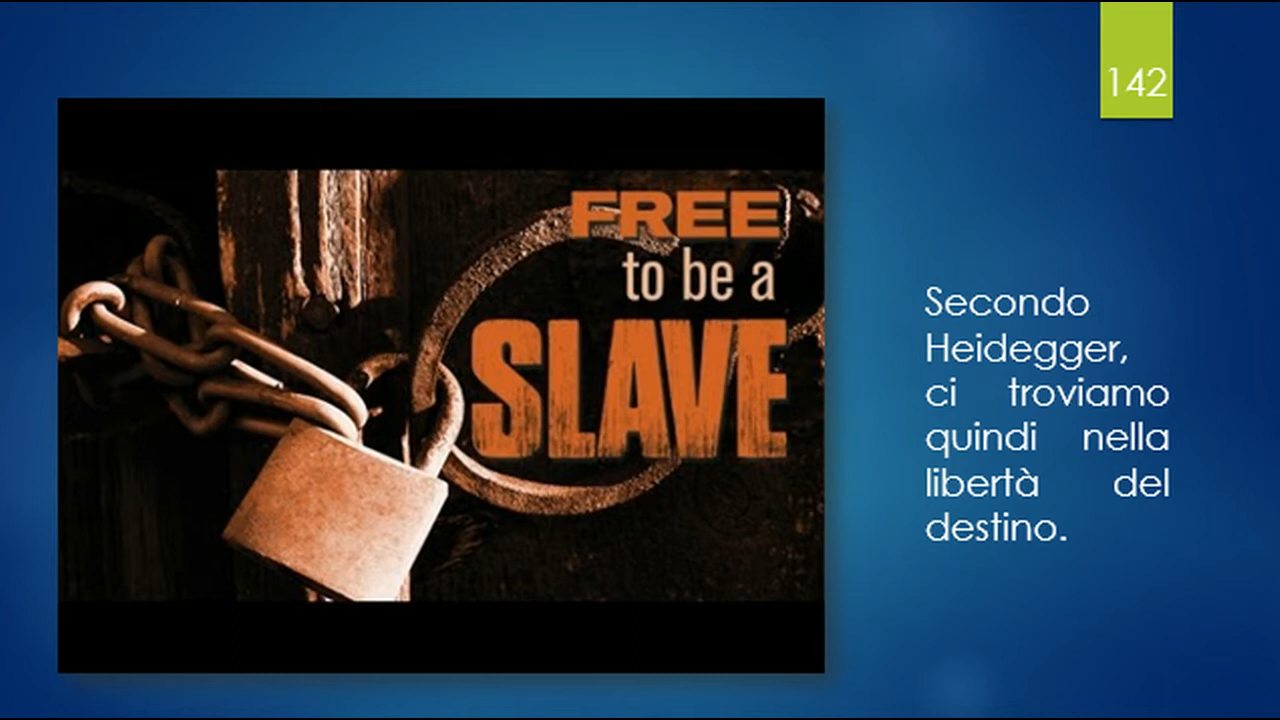 142
FREE
to be a
SLAVE
Secondo
Heidegger,
ci troviamo
quindi nella
libertà del
destino.